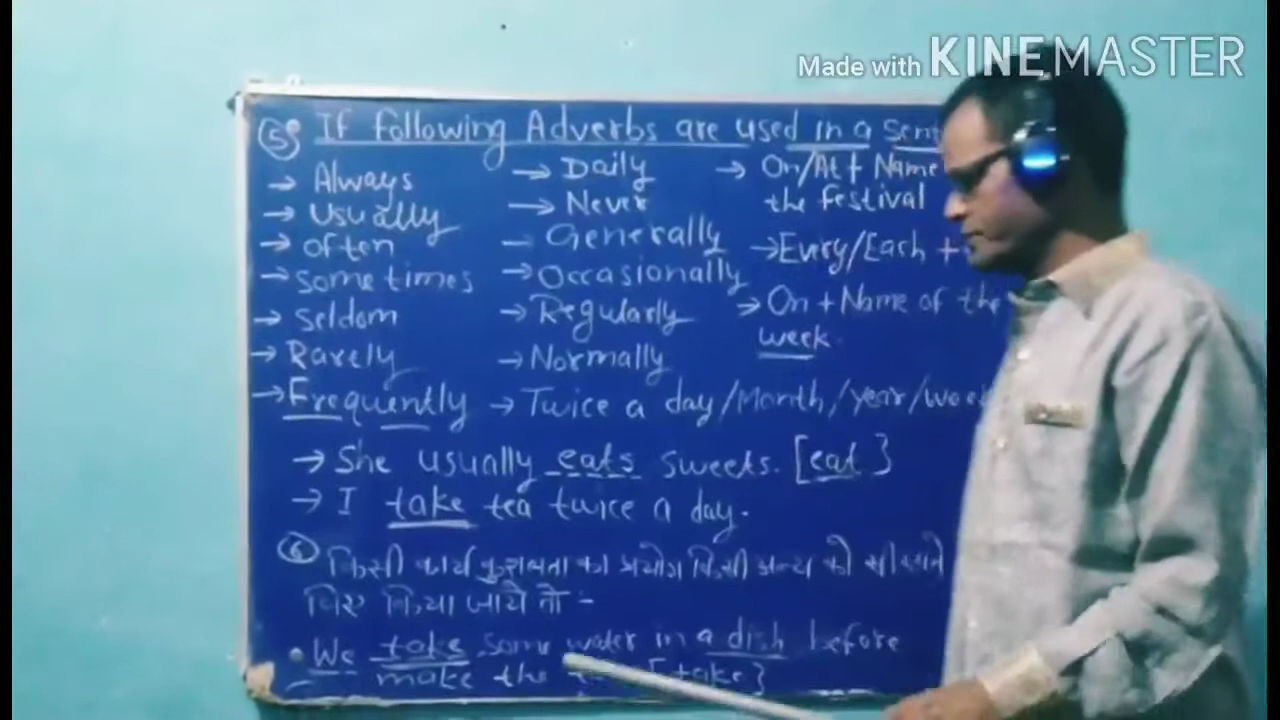 Made with KINEMASTER
⑤ If following Adverbs are used in a
→ Always → Daily → On/At + Name
the festival
→ Usually → Never
→ Often → Generally → Every/Each +
→ Some times → Occasionally
→ Seldom → Regularly → On + Name of the
week.
→ Rarely → Normally
→ Frequently → Twice a day/Month/year/
→ She usually eats sweets. [eat]
→ I take tea twice a day.
⑥ किसी कार्य कुशलता का प्रयोग किसी अन्य को सीखाने
लिए किया जाये तो :-
• We take some water in a dish before
make the [take]